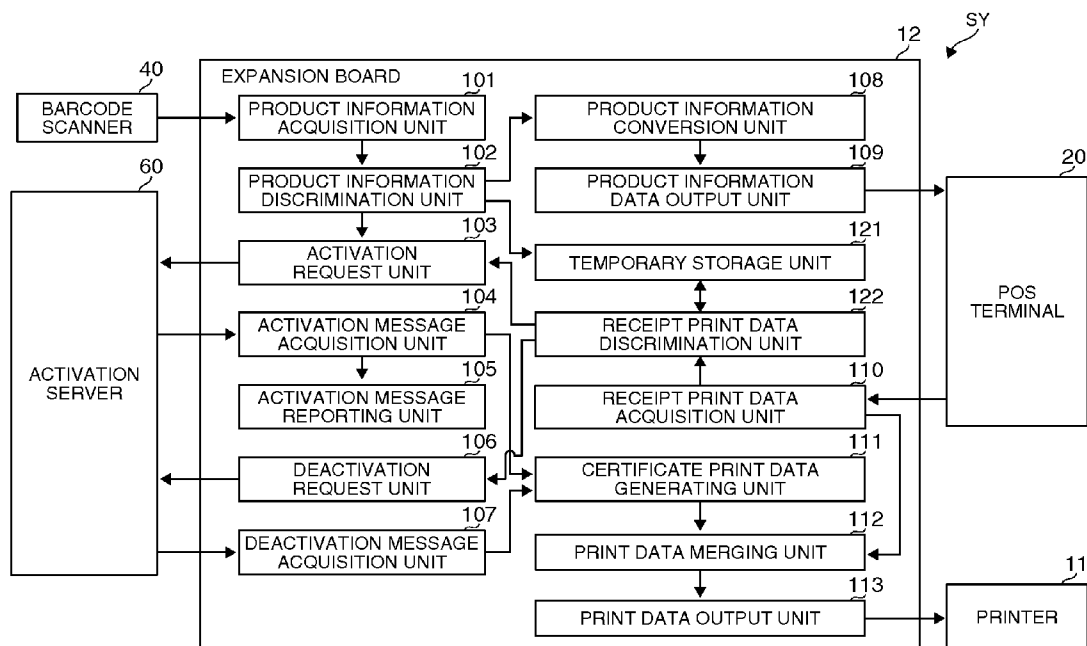 SY
12
EXPANSION BOARD
40
BARCODE
SCANNER
101
PRODUCT INFORMATION
ACQUISITION UNIT
108
PRODUCT INFORMATION
CONVERSION UNIT
60
ACTIVATION
SERVER
102
PRODUCT INFORMATION
DISCRIMINATION UNIT
109
PRODUCT INFORMATION
DATA OUTPUT UNIT
20
POS
TERMINAL
103
ACTIVATION
REQUEST UNIT
121
TEMPORARY STORAGE UNIT
104
ACTIVATION MESSAGE
ACQUISITION UNIT
122
RECEIPT PRINT DATA
DISCRIMINATION UNIT
105
ACTIVATION MESSAGE
REPORTING UNIT
110
RECEIPT PRINT DATA
ACQUISITION UNIT
106
DEACTIVATION
REQUEST UNIT
111
CERTIFICATE PRINT DATA
GENERATING UNIT
107
DEACTIVATION MESSAGE
ACQUISITION UNIT
112
PRINT DATA MERGING UNIT
113
PRINT DATA OUTPUT UNIT
11
PRINTER